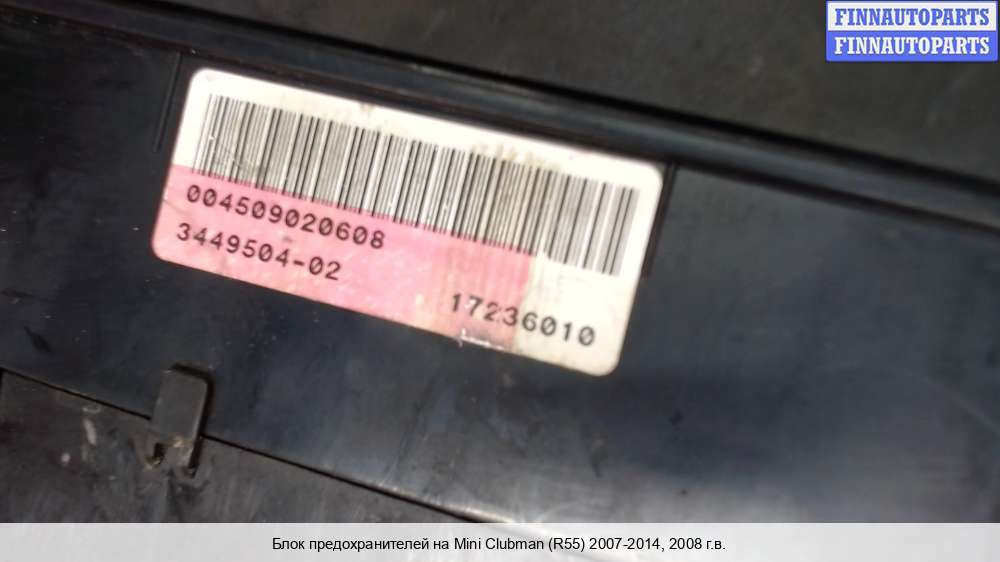 FINNAUTOPARTS
FINNAUTOPARTS
004509020608
3449504-02
17236010
Блок предохранителей на Mini Clubman (R55) 2007-2014, 2008 г.в.